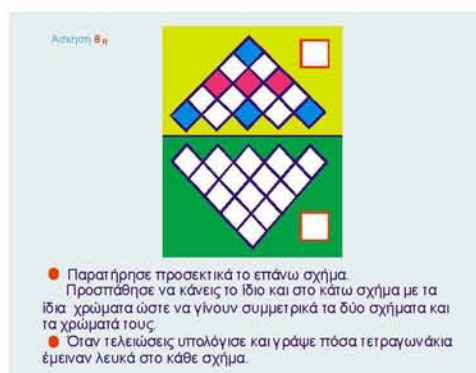 Άσκηση 8η
Παρατήρησε προσεκτικά το επάνω σχήμα.
Προσπάθησε να κάνεις το ίδιο και στο κάτω σχήμα με τα
ίδια χρώματα ώστε να γίνουν συμμετρικά τα δύο σχήματα και
τα χρώματά τους.
Όταν τελειώσεις υπολόγισε και γράψε πόσα τετραγωνάκια
έμειναν λευκά στο κάθε σχήμα.